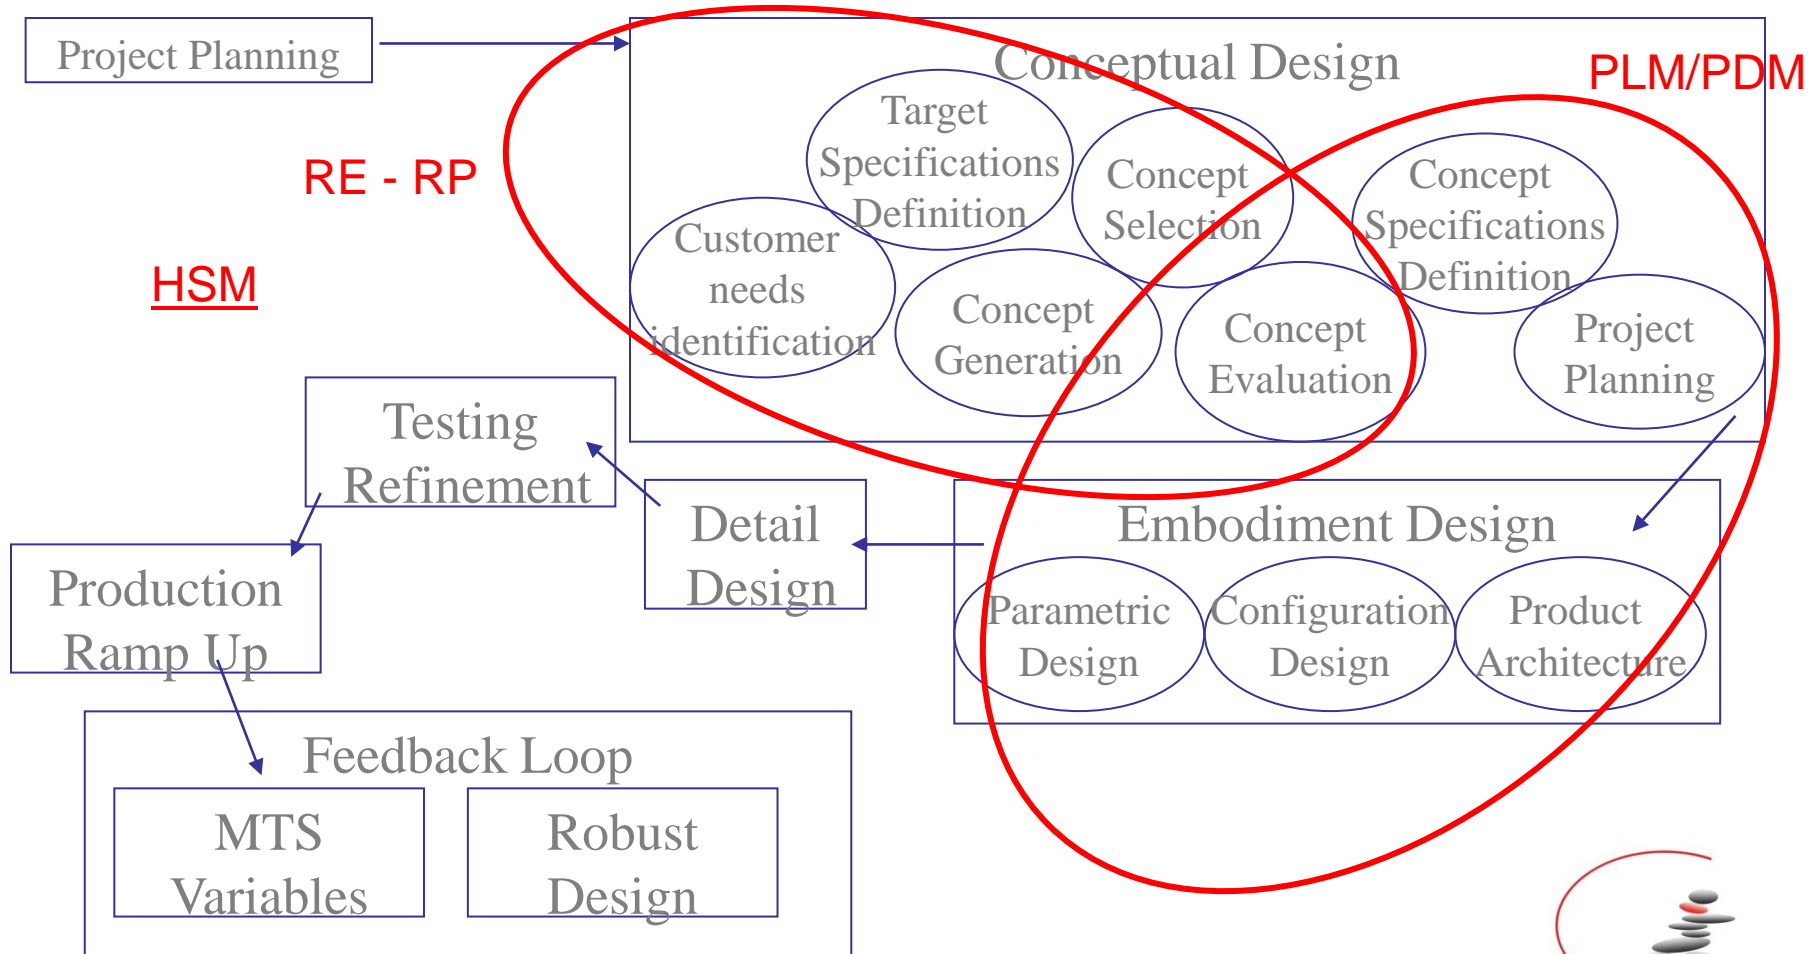 Project Planning
Conceptual Design
PLM/PDM
RE - RP
HSM
Target
Specifications
Definition
Concept
Selection
Concept
Specifications
Definition
Customer
needs
identification
Concept
Generation
Concept
Evaluation
Project
Planning
Testing
Refinement
Detail
Design
Embodiment Design
Parametric
Design
Configuration
Design
Product
Architecture
Production
Ramp Up
Feedback Loop
MTS
Variables
Robust
Design